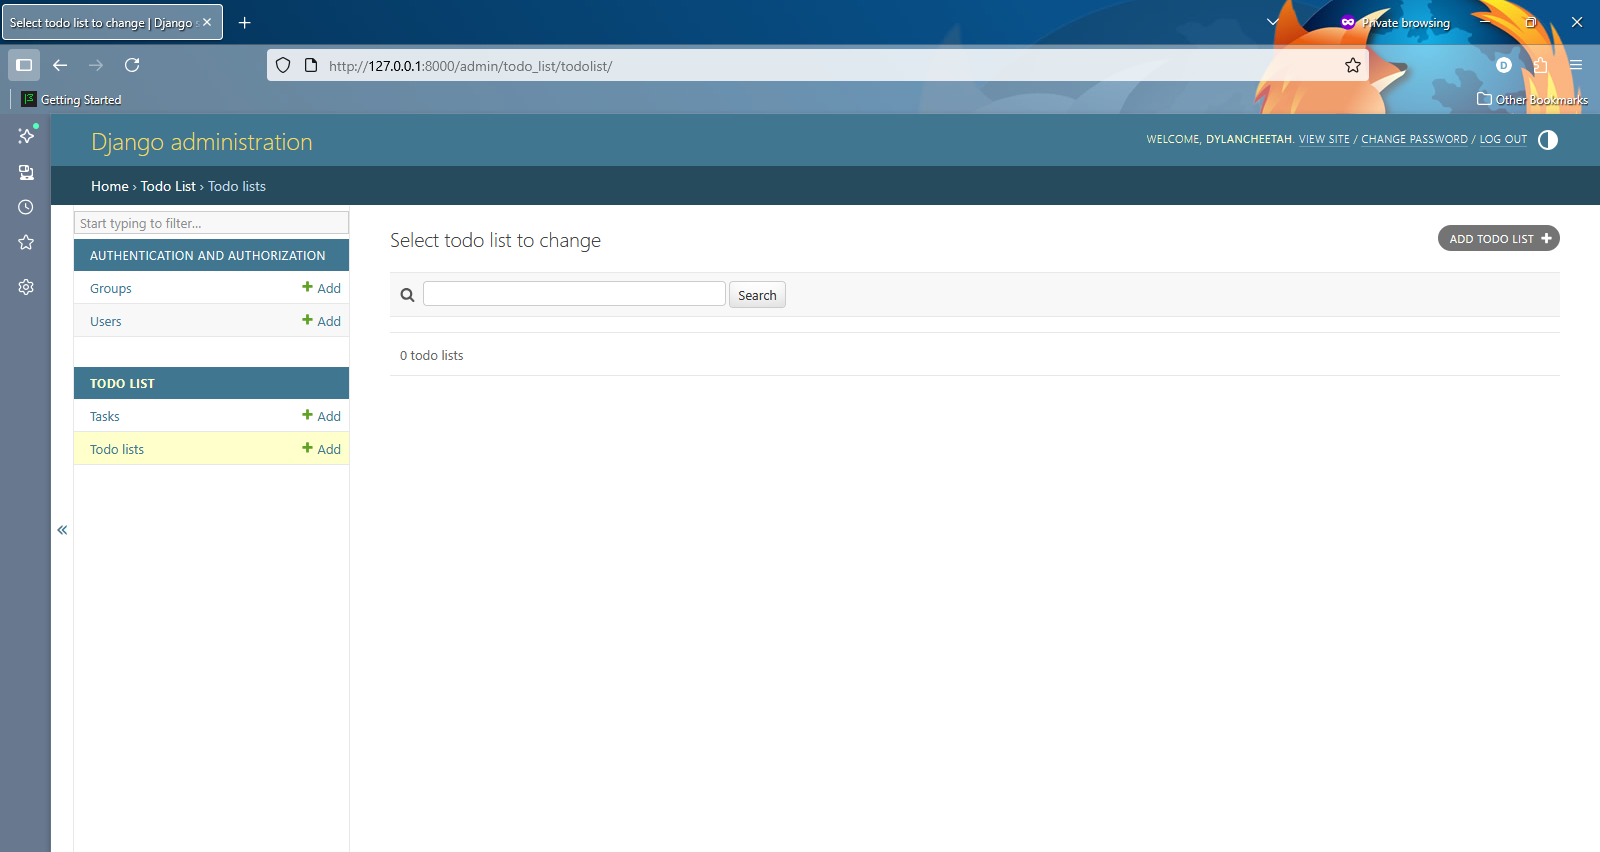 Select todo list to change | Django s
Private browsing
http://127.0.0.1:8000/admin/todo_list/todolist/
D
Getting Started
Other Bookmarks
Django administration
WELCOME, DYLANCHEETAH. VIEW SITE / CHANGE PASSWORD / LOG OUT
Home › Todo List › Todo lists
Start typing to filter...
AUTHENTICATION AND AUTHORIZATION
Groups Add
Users Add
TODO LIST
Tasks Add
Todo lists Add
«
Select todo list to change
ADD TODO LIST
Search
0 todo lists